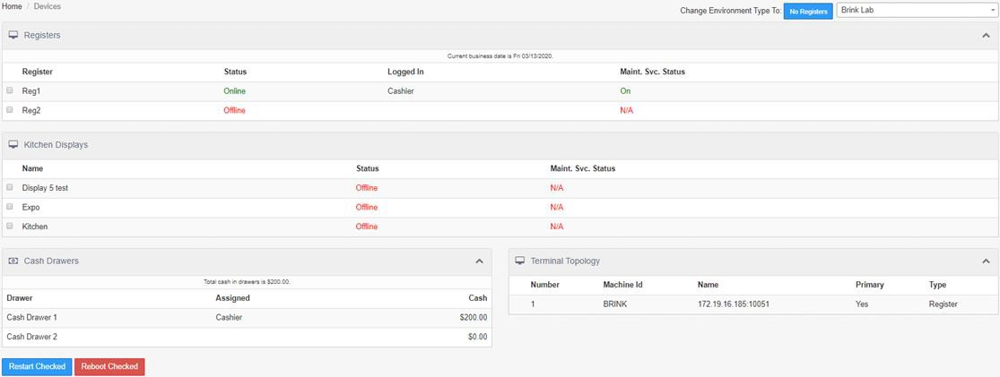 Home / Devices
Change Environment Type To: No Registers Brink Lab
Registers
Current business date is Fri 03/13/2020.
Register Status Logged In Maint. Svc. Status
Reg1 Online Cashier On
Reg2 Offline N/A
Kitchen Displays
Name Status Maint. Svc. Status
Display 5 test Offline N/A
Expo Offline N/A
Kitchen Offline N/A
Cash Drawers
Total cash in drawers is $200.00.
Drawer Assigned Cash
Cash Drawer 1 Cashier $200.00
Cash Drawer 2 $0.00
Terminal Topology
Number Machine Id Name Primary Type
1 BRINK 172.19.16.185:10051 Yes Register
Restart Checked Reboot Checked